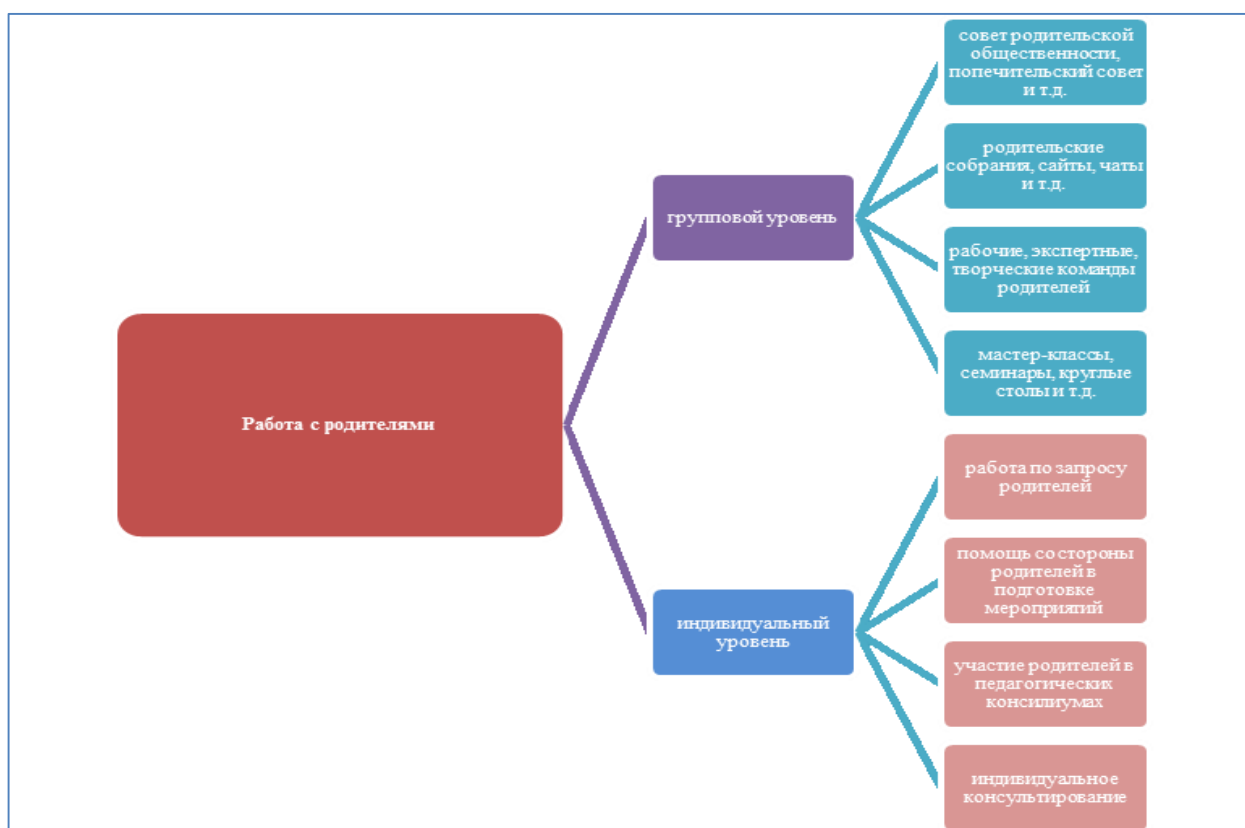 Работа с родителями
групповой уровень
совет родительской
общественности,
попечительский совет
и т.д.
родительские
собрания, сайты, чаты
и т.д.
рабочие, экспертные,
творческие команды
родителей
мастер-классы,
семинары, круглые
столы и т.д.
индивидуальный
уровень
работа по запросу
родителей
помощь со стороны
родителей в
подготовке
мероприятий
участие родителей в
педагогических
консилиумах
индивидуальное
консультирование